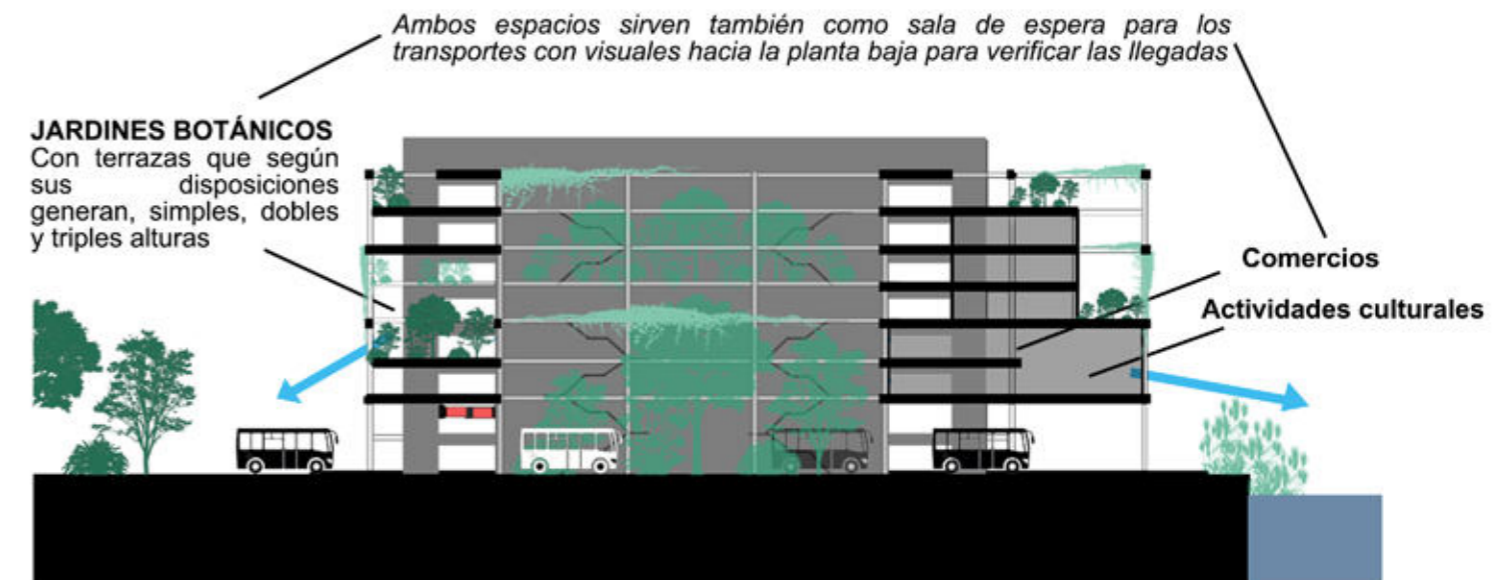 Ambos espacios sirven también como sala de espera para los
transportes con visuales hacia la planta baja para verificar las llegadas
JARDINES BOTÁNICOS
Con terrazas que según
sus disposiciones
generan, simples, dobles
y triples alturas
Comercios
Actividades culturales